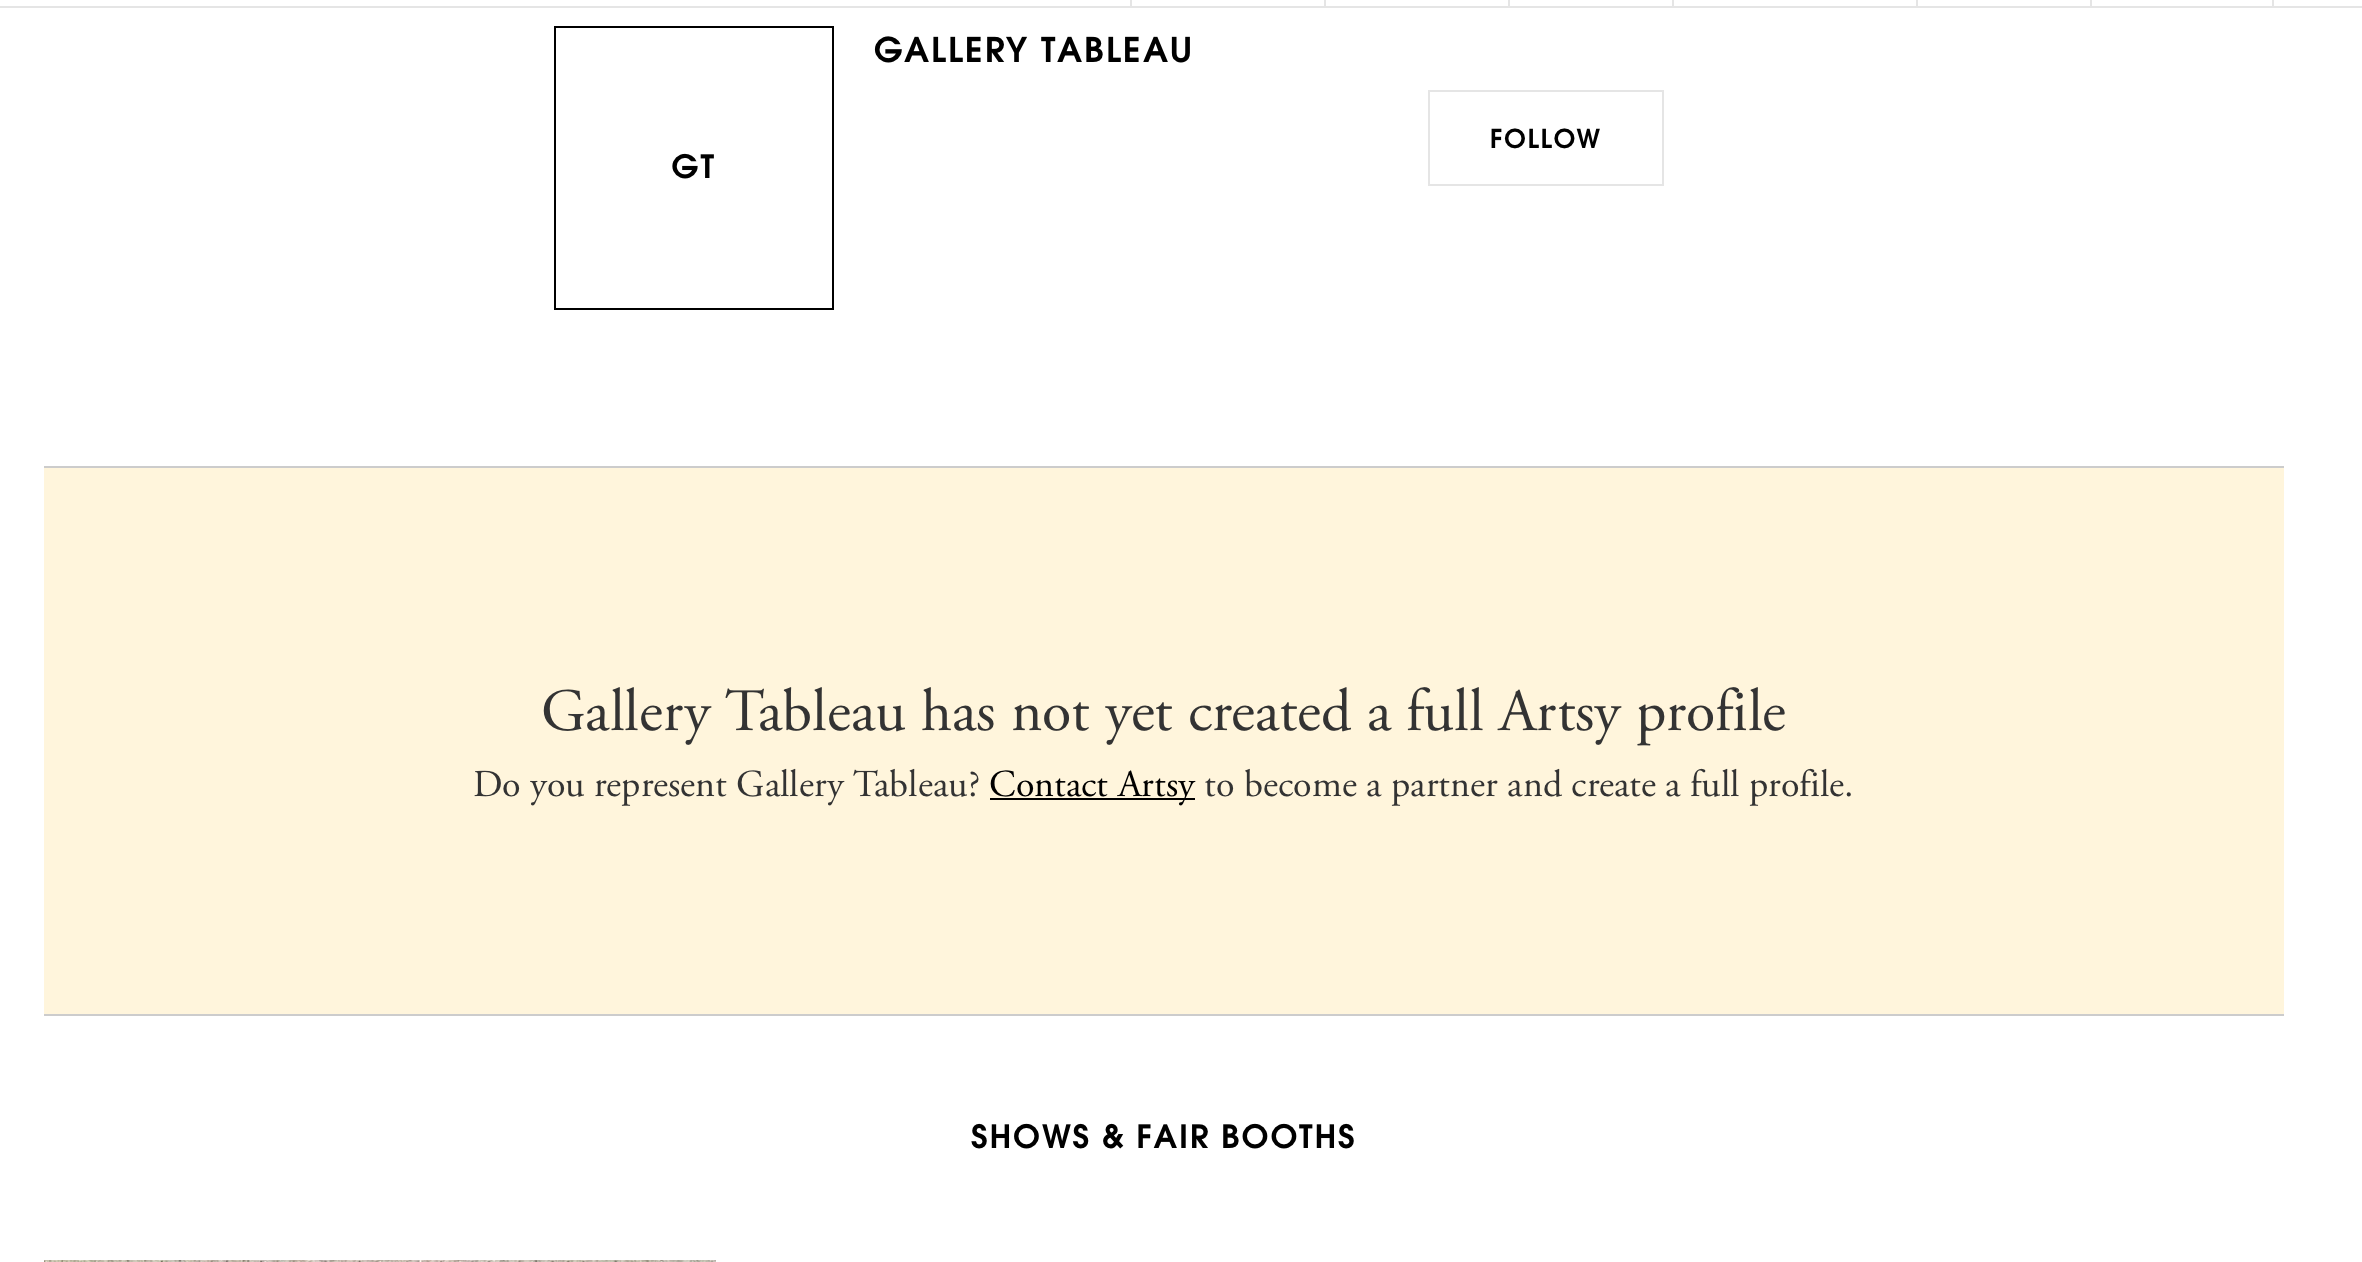 GT
GALLERY TABLEAU
FOLLOW
Gallery Tableau has not yet created a full Artsy profile
Do you represent Gallery Tableau? Contact Artsy to become a partner and create a full profile.
SHOWS & FAIR BOOTHS